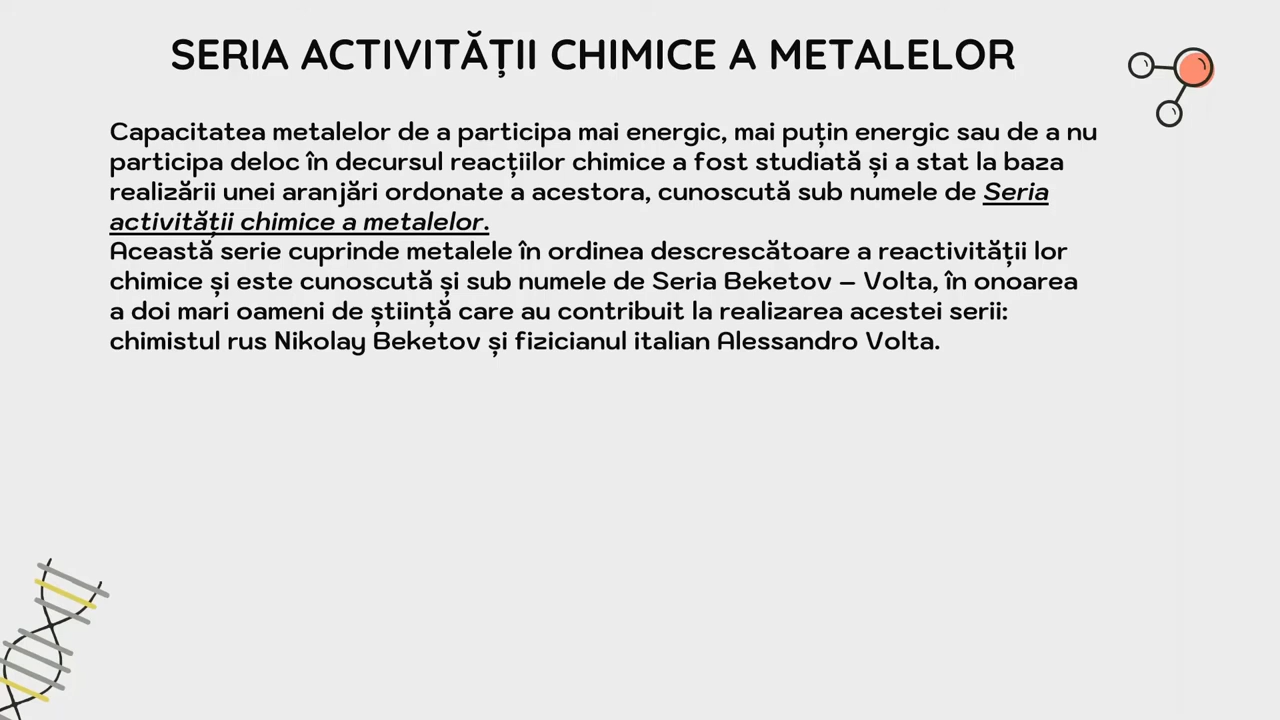 SERIA ACTIVITĂȚII CHIMICE A METALELOR
Capacitatea metalelor de a participa mai energic, mai puțin energic sau de a nu
participa deloc în decursul reacțiilor chimice a fost studiată și a stat la baza
realizării unei aranjări ordonate a acestora, cunoscută sub numele de Seria
activității chimice a metalelor.
Această serie cuprinde metalele în ordinea descrescătoare a reactivității lor
chimice și este cunoscută și sub numele de Seria Beketov – Volta, în onoarea
a doi mari oameni de știință care au contribuit la realizarea acestei serii:
chimistul rus Nikolay Beketov și fizicianul italian Alessandro Volta.